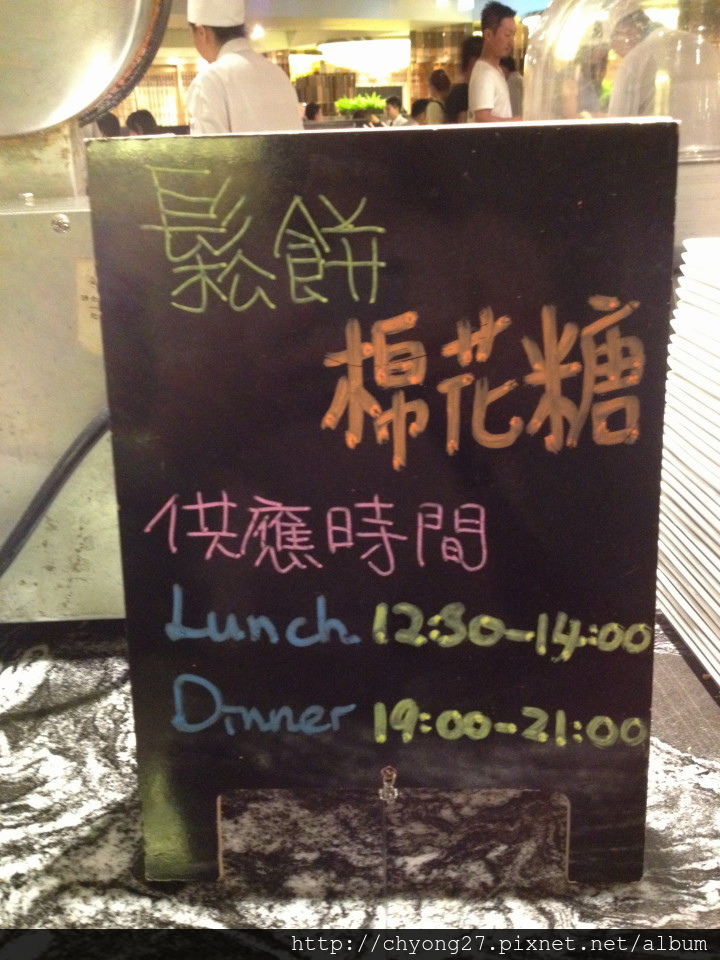 鬆餅
棉花糖
供應時間
Lunch 12:30-14:00
Dinner 19:00-21:00
http://chyong27.pixnet.net/album